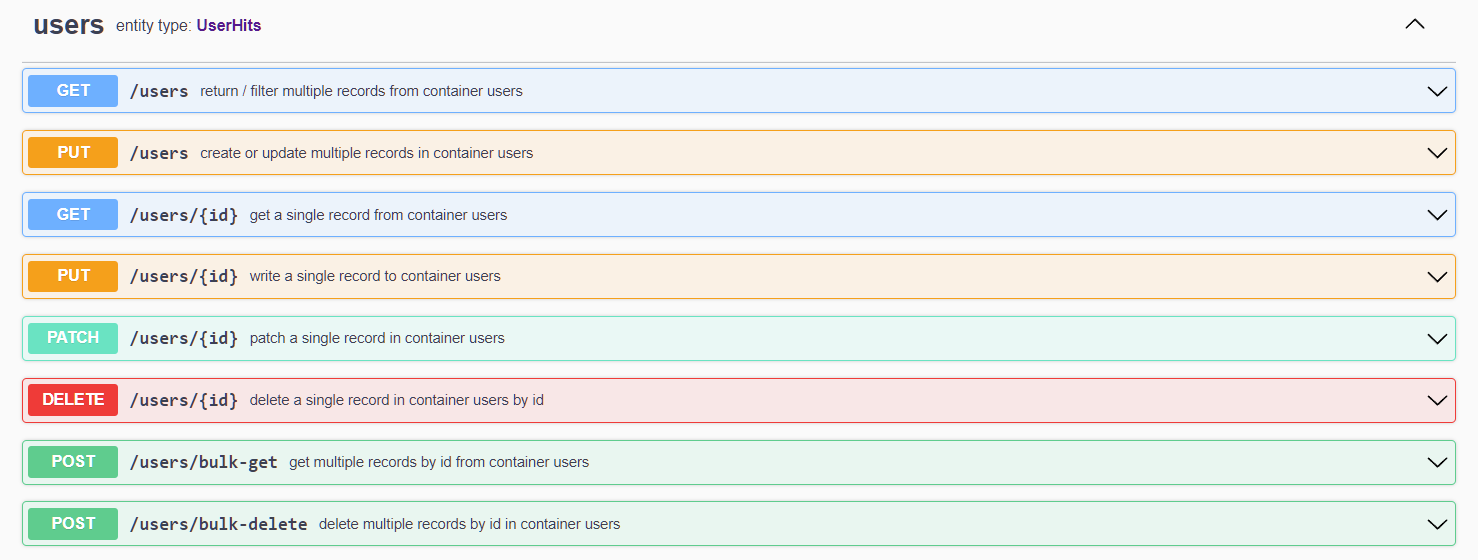 users entity type: UserHits
GET /users return / filter multiple records from container users
PUT /users create or update multiple records in container users
GET /users/{id} get a single record from container users
PUT /users/{id} write a single record to container users
PATCH /users/{id} patch a single record in container users
DELETE /users/{id} delete a single record in container users by id
POST /users/bulk-get get multiple records by id from container users
POST /users/bulk-delete delete multiple records by id in container users